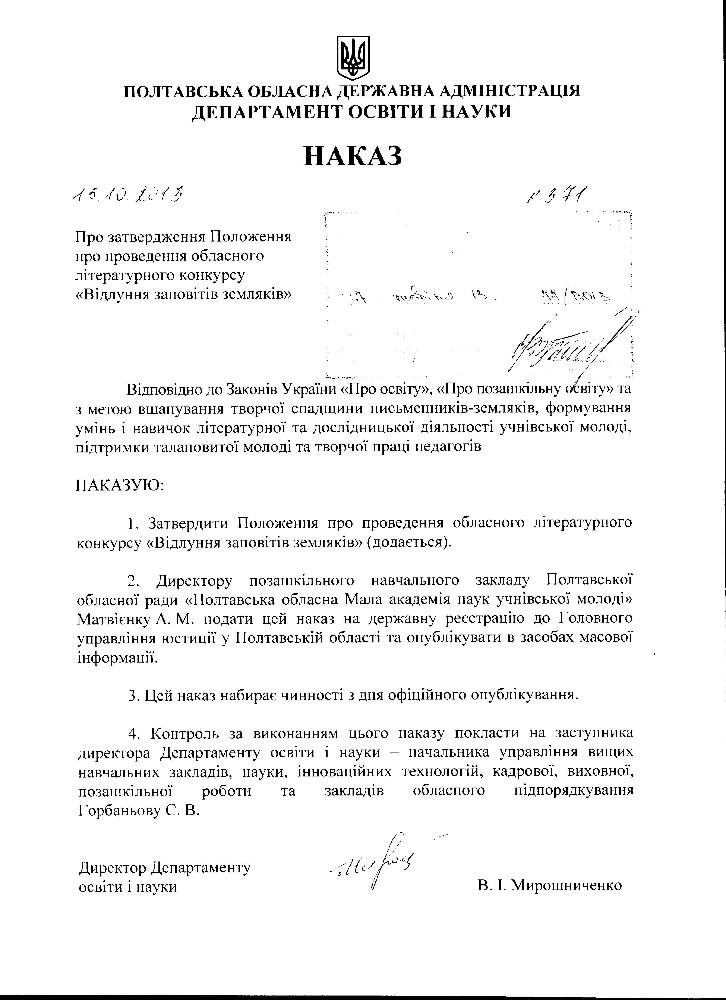 ПОЛТАВСЬКА ОБЛАСНА ДЕРЖАВНА АДМІНІСТРАЦІЯ
ДЕПАРТАМЕНТ ОСВІТИ І НАУКИ
НАКАЗ
15.10.2013 № 371
Про затвердження Положення
про проведення обласного
літературного конкурсу
«Відлуння заповітів земляків»
17 жовтня 13 77/2013
Відповідно до Законів України «Про освіту», «Про позашкільну освіту» та
з метою вшанування творчої спадщини письменників-земляків, формування
умінь і навичок літературної та дослідницької діяльності учнівської молоді,
підтримки талановитої молоді та творчої праці педагогів
НАКАЗУЮ:
1. Затвердити Положення про проведення обласного літературного
конкурсу «Відлуння заповітів земляків» (додається).
2. Директору позашкільного навчального закладу Полтавської
обласної ради «Полтавська обласна Мала академія наук учнівської молоді»
Матвієнку А. М. подати цей наказ на державну реєстрацію до Головного
управління юстиції у Полтавській області та опублікувати в засобах масової
інформації.
3. Цей наказ набирає чинності з дня офіційного опублікування.
4. Контроль за виконанням цього наказу покласти на заступника
директора Департаменту освіти і науки – начальника управління вищих
навчальних закладів, науки, інноваційних технологій, кадрової, виховної,
позашкільної роботи та закладів обласного підпорядкування
Горбаньову С. В.
Директор Департаменту
освіти і науки В. І. Мирошниченко